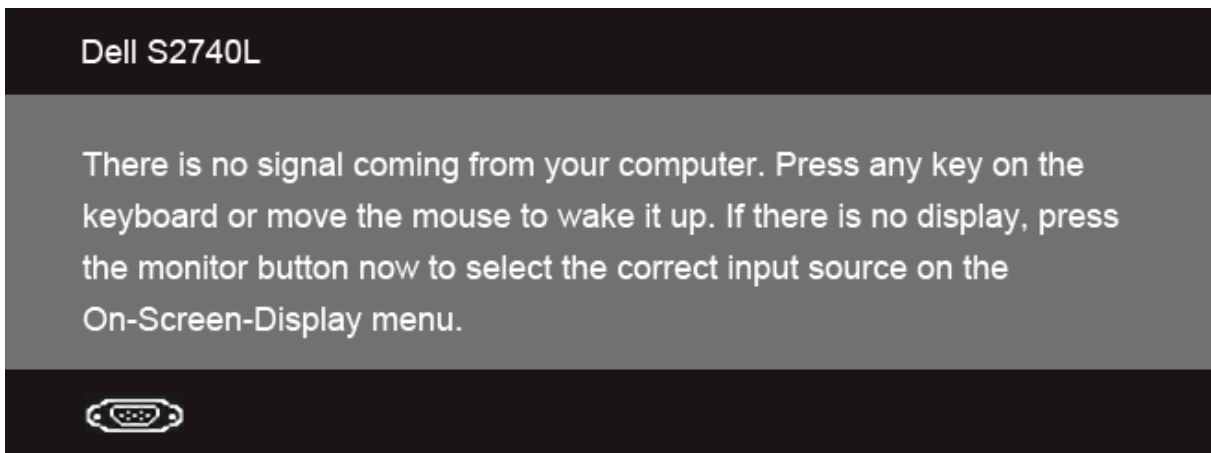 Dell S2740L
There is no signal coming from your computer. Press any key on the
keyboard or move the mouse to wake it up. If there is no display, press
the monitor button now to select the correct input source on the
On-Screen-Display menu.